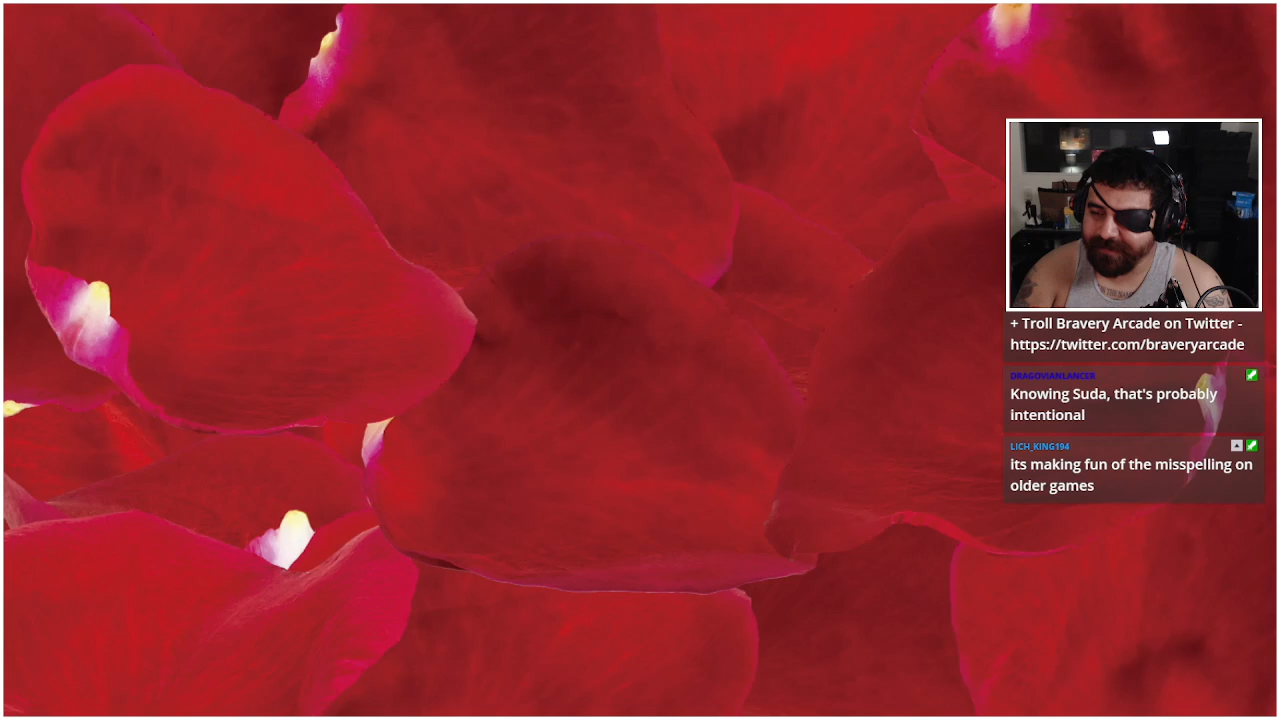 + Troll Bravery Arcade on Twitter -
https://twitter.com/braveryarcade
DRAGOVIANLANCER
Knowing Suda, that's probably
intentional
LICH_KING194
its making fun of the misspelling on
older games